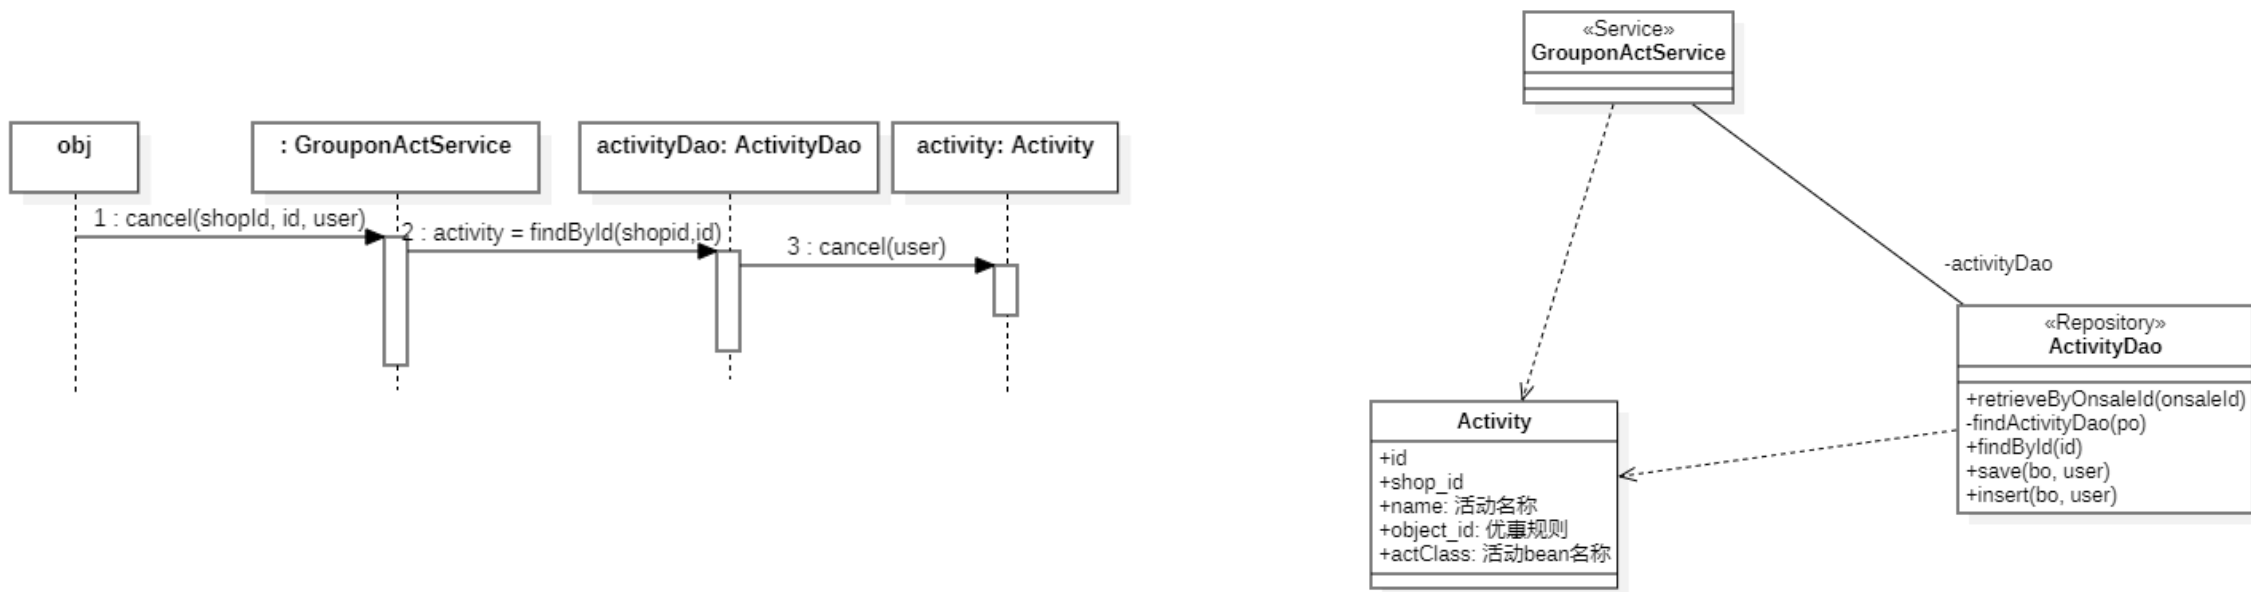 obj
: GrouponActService
activityDao: ActivityDao
activity: Activity
1 : cancel(shopId, id, user)
2 : activity = findById(shopid,id)
3 : cancel(user)
«Service»
GrouponActService
-activityDao
«Repository»
ActivityDao
+retrieveByOnsaleId(onsaleId)
-findActivityDao(po)
+findById(id)
+save(bo, user)
+insert(bo, user)
Activity
+id
+shop_id
+name: 活动名称
+object_id: 优惠规则
+actClass: 活动bean名称